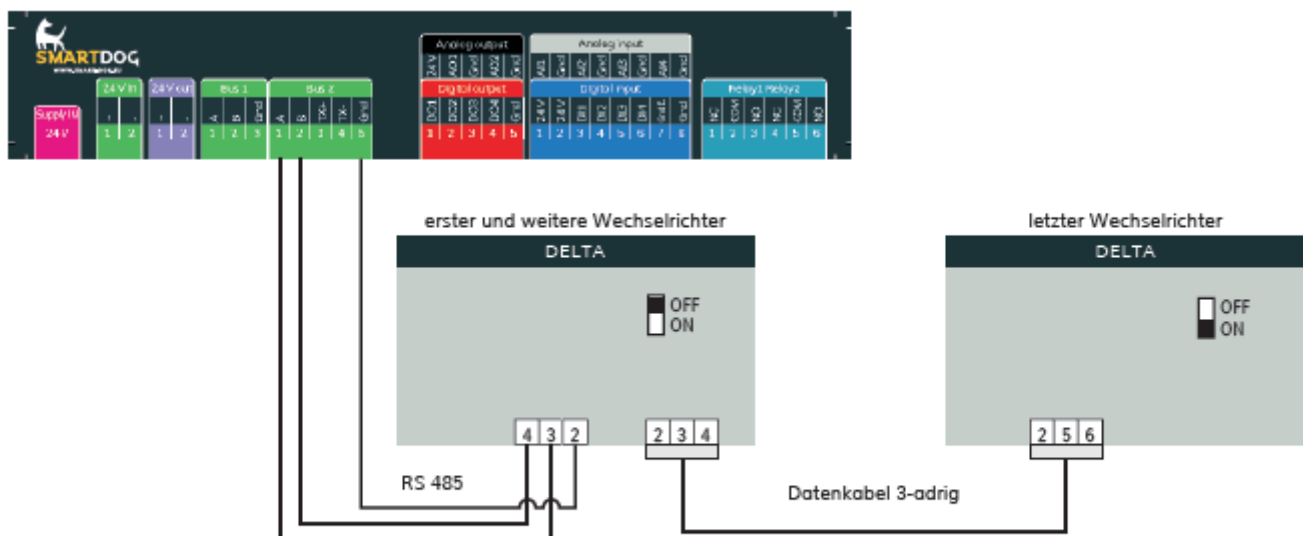 SMARTDOG
Analog output
Analog input
24 V AO1 Gnd AO2 Gnd
AI1 Gnd AI2 Gnd AI3 Gnd AI4 Gnd
24 V in
24 V out
Bus 1
Bus 2
Digital output
Digital input
Relay1 Relay2
Supply IN
24 V
A B Gnd
A B TX+ TX- Gnd
DO1 DO2 DO3 DO4 Gnd
24V 24V DI1 DI2 DI3 DI4 Gnd
NC COM NO NC COM NO
1 2
1 2
1 2 3
1 2 3 4 5
1 2 3 4 5
1 2 3 4 5 6 7 8
1 2 3 4 5 6
erster und weitere Wechselrichter
letzter Wechselrichter
DELTA
DELTA
OFF
ON
OFF
ON
4 3 2
2 3 4
2 5 6
RS 485
Datenkabel 3-adrig